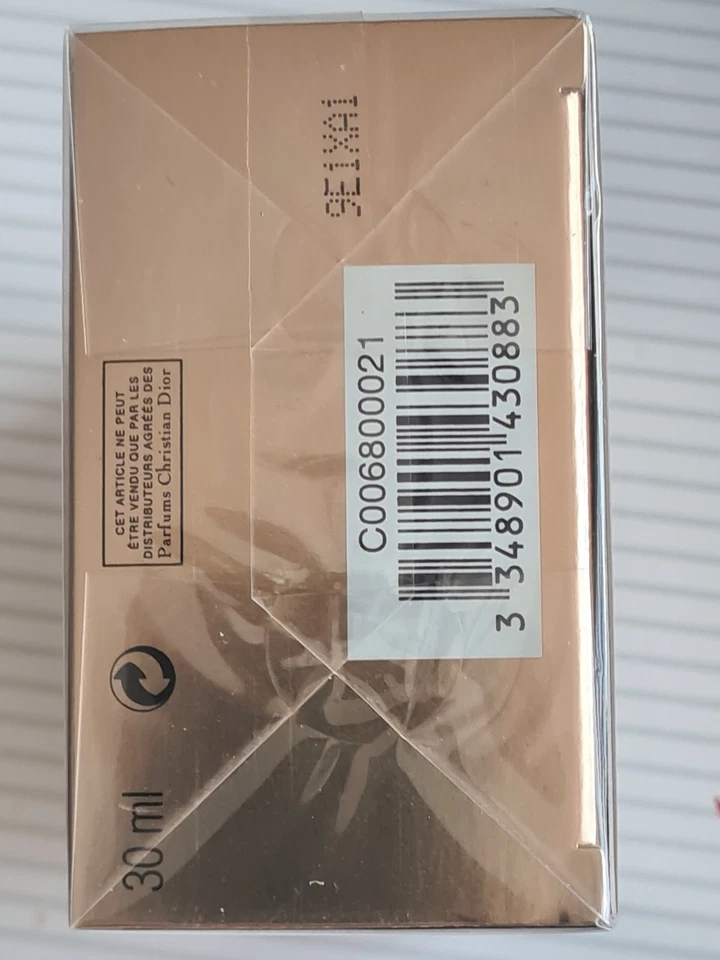 CET ARTICLE NE PEUT
ÊTRE VENDU QUE PAR LES
DISTRIBUTEURS AGRÉÉS DES
Parfums Christian Dior
30 ml
9E1XA1
C006800021
3 348901 430883